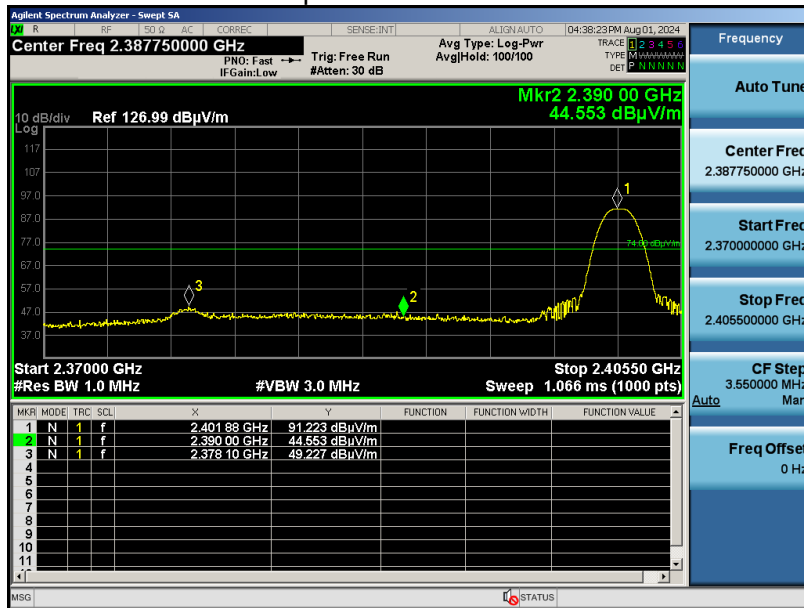 Agilent Spectrum Analyzer - Swept SA
LXI R RF 50 Ω AC CORREC SENSE:INT ALIGN AUTO 04:38:23 PM Aug 01, 2024
Center Freq 2.387750000 GHz
PNO: Fast
IFGain:Low
Trig: Free Run
#Atten: 30 dB
Avg Type: Log-Pwr
Avg|Hold: 100/100
TRACE 1 2 3 4 5 6
TYPE M
DET P N N N N N
Mkr2 2.390 00 GHz
44.553 dBµV/m
10 dB/div Ref 126.99 dBµV/m
Log
117
107
97.0
87.0
77.0
67.0
57.0
47.0
37.0
1
2
3
74.00 dBµV/m
Start 2.37000 GHz Stop 2.40550 GHz
#Res BW 1.0 MHz #VBW 3.0 MHz Sweep 1.066 ms (1000 pts)
MKR MODE TRC SCL X Y FUNCTION FUNCTION WIDTH FUNCTION VALUE
1 N 1 f 2.401 88 GHz 91.223 dBµV/m
2 N 1 f 2.390 00 GHz 44.553 dBµV/m
3 N 1 f 2.378 10 GHz 49.227 dBµV/m
4
5
6
7
8
9
10
11
MSG STATUS
Frequency
Auto Tune
Center Freq
2.387750000 GHz
Start Freq
2.370000000 GHz
Stop Freq
2.405500000 GHz
CF Step
3.550000 MHz
Auto Man
Freq Offset
0 Hz